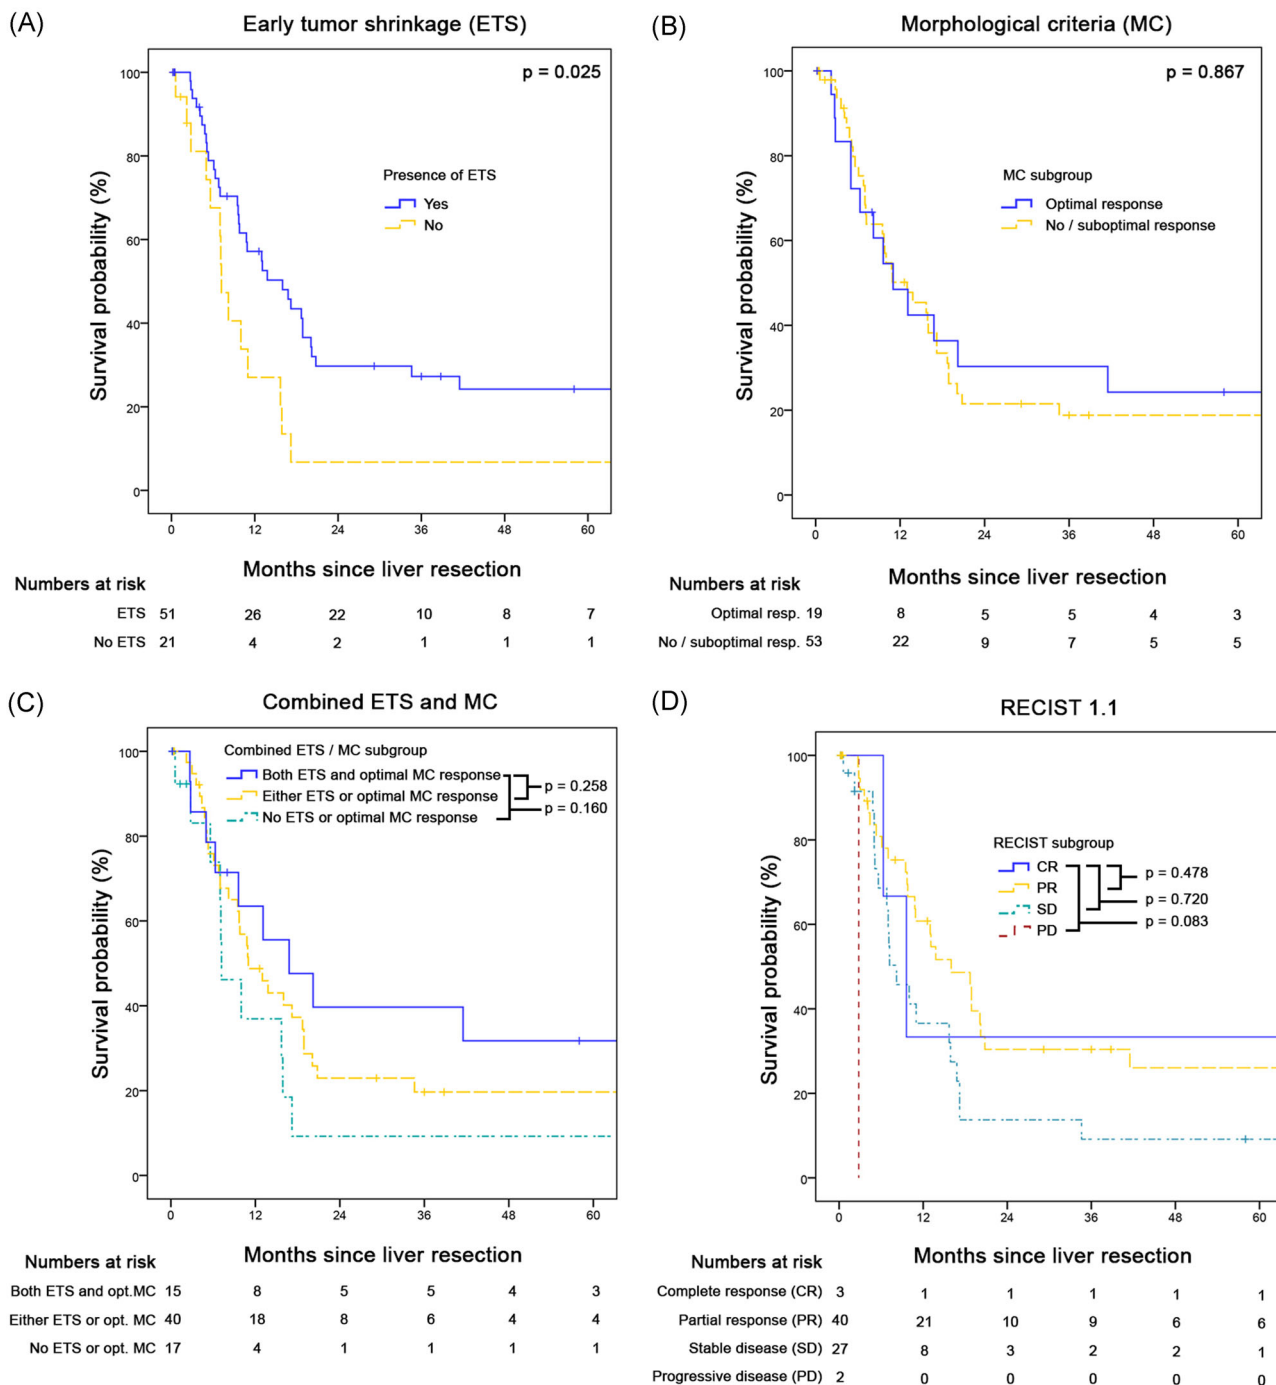 (A)
Early tumor shrinkage (ETS)
p = 0.025
Survival probability (%)
100
80
60
40
20
0
Presence of ETS
Yes
No
0 12 24 36 48 60
Months since liver resection
Numbers at risk
ETS 51 26 22 10 8 7
No ETS 21 4 2 1 1 1
(B)
Morphological criteria (MC)
p = 0.867
Survival probability (%)
100
80
60
40
20
0
MC subgroup
Optimal response
No / suboptimal response
0 12 24 36 48 60
Months since liver resection
Numbers at risk
Optimal resp. 19 8 5 5 4 3
No / suboptimal resp. 53 22 9 7 5 5
(C)
Combined ETS and MC
Survival probability (%)
100
80
60
40
20
0
Combined ETS / MC subgroup
Both ETS and optimal MC response
Either ETS or optimal MC response
No ETS or optimal MC response
p = 0.258
p = 0.160
0 12 24 36 48 60
Months since liver resection
Numbers at risk
Both ETS and opt.MC 15 8 5 5 4 3
Either ETS or opt. MC 40 18 8 6 4 4
No ETS or opt. MC 17 4 1 1 1 1
(D)
RECIST 1.1
Survival probability (%)
100
80
60
40
20
0
RECIST subgroup
CR
PR
SD
PD
p = 0.478
p = 0.720
p = 0.083
0 12 24 36 48 60
Months since liver resection
Numbers at risk
Complete response (CR) 3 1 1 1 1 1
Partial response (PR) 40 21 10 9 6 6
Stable disease (SD) 27 8 3 2 2 1
Progressive disease (PD) 2 0 0 0 0 0